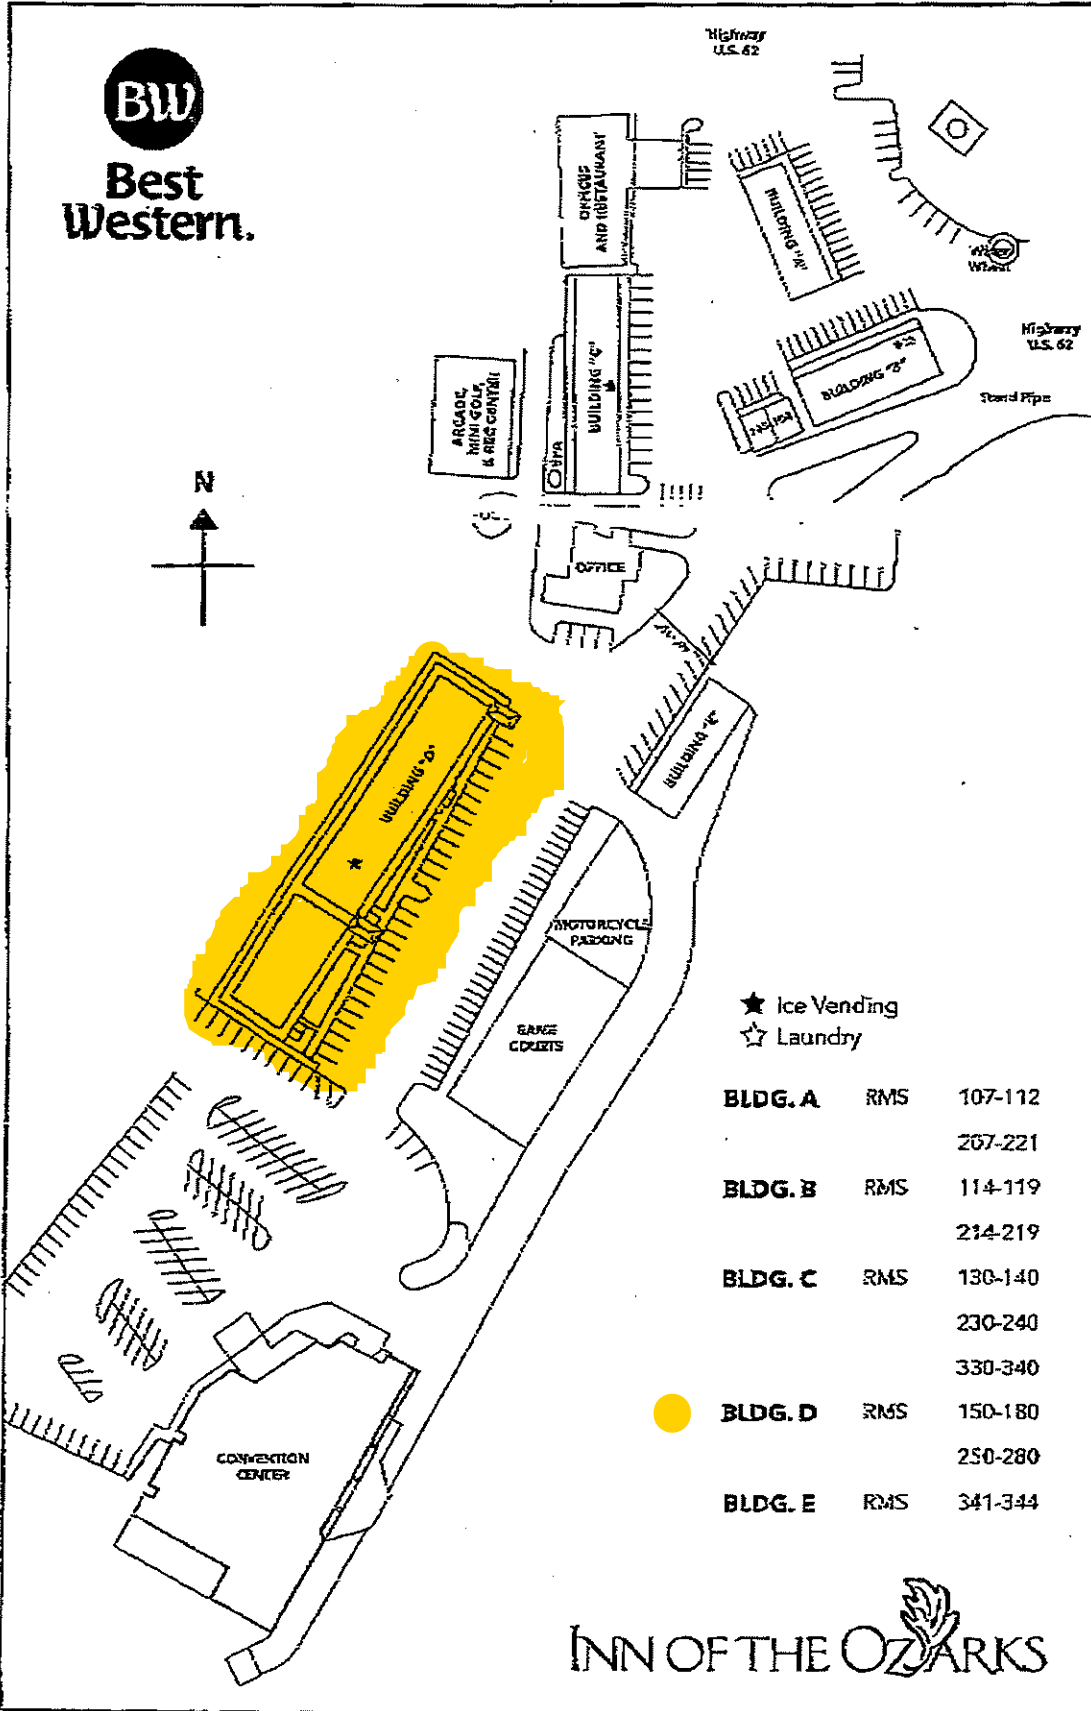 Highway
U.S. 62
BW
Best
Western.
AND RESTAURANT
BUILDING "A"
Wheel
Highway
U.S. 62
BUILDING "B"
Stand Pipe
BUILDING "C"
ARCADE,
MINI GOLF,
& REC CENTER
SPA
N
OFFICE
BUILDING "D"
MOTORCYCLE
PARKING
GAME
COURTS
★ Ice Vending
☆ Laundry
BLDG. A RMS 107-112
207-221
BLDG. B RMS 114-119
214-219
BLDG. C RMS 130-140
230-240
330-340
BLDG. D RMS 150-180
250-280
BLDG. E RMS 341-344
CONVENTION
CENTER
INN OF THE OZARKS